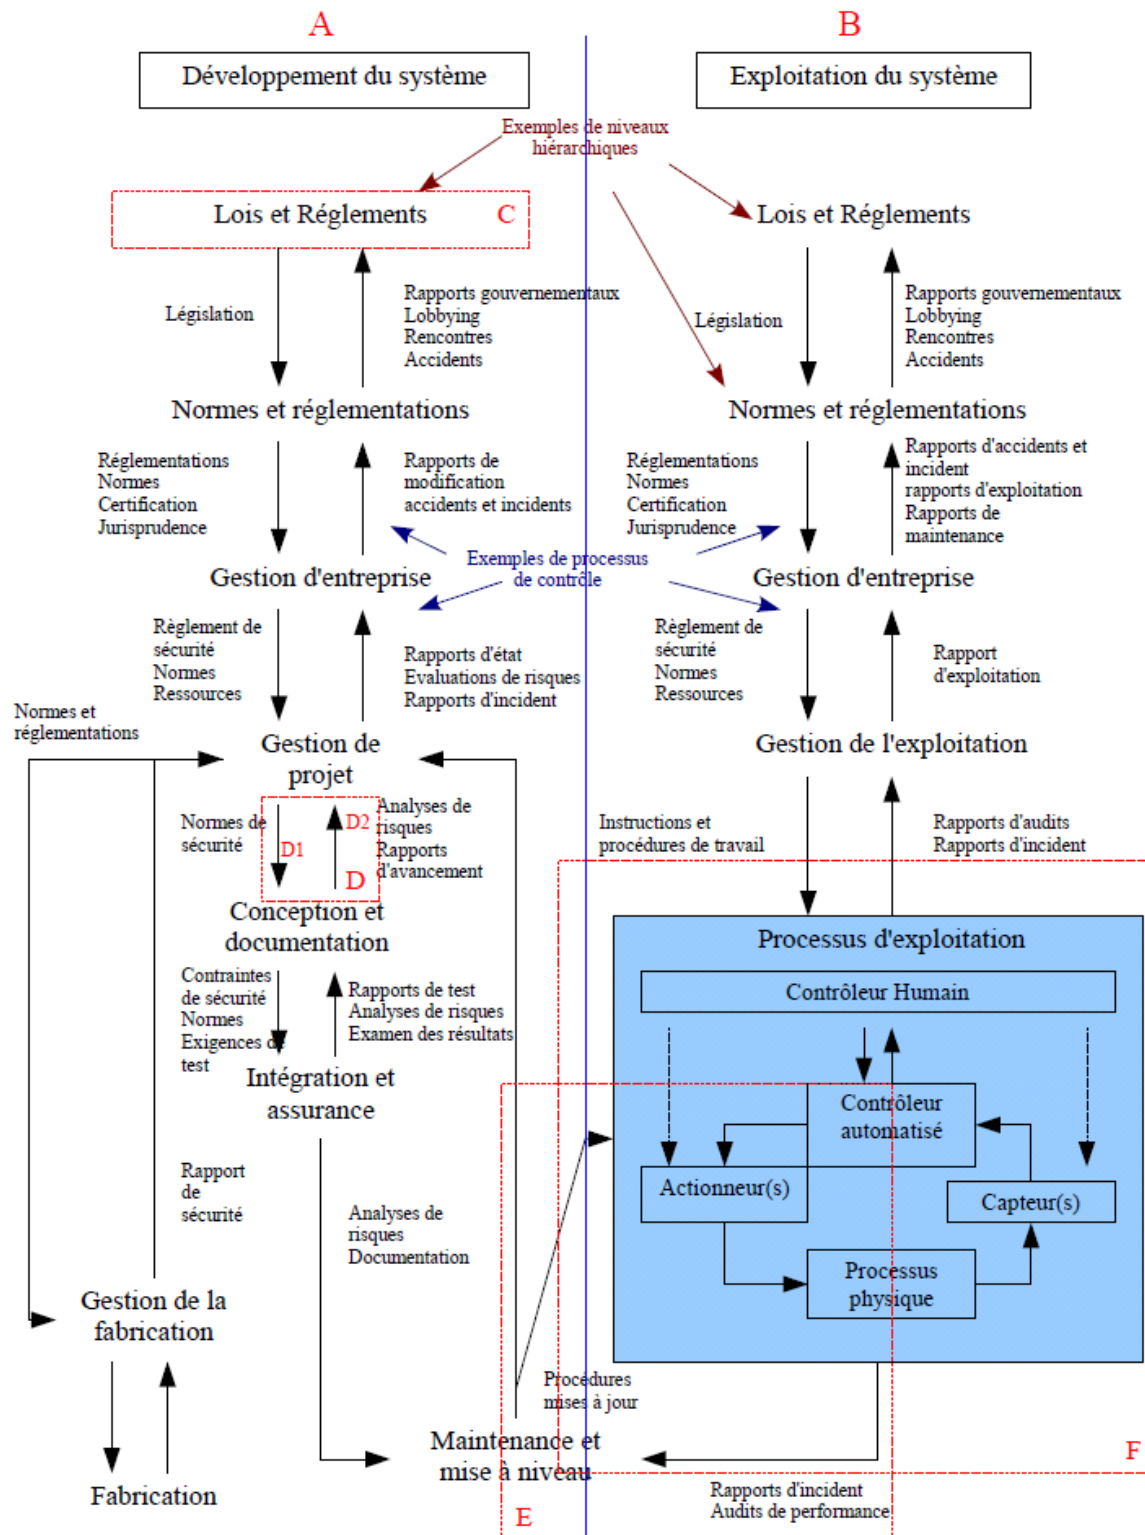 A
B
Développement du système
Exploitation du système
Exemples de niveaux
hiérarchiques
Lois et Réglements
C
Lois et Réglements
Législation
Rapports gouvernementaux
Lobbying
Rencontres
Accidents
Législation
Rapports gouvernementaux
Lobbying
Rencontres
Accidents
Normes et réglementations
Normes et réglementations
Réglementations
Normes
Certification
Jurisprudence
Rapports de
modification
accidents et incidents
Réglementations
Normes
Certification
Jurisprudence
Rapports d'accidents et
incident
rapports d'exploitation
Rapports de
maintenance
Exemples de processus
de contrôle
Gestion d'entreprise
Gestion d'entreprise
Règlement de
sécurité
Normes
Ressources
Rapports d'état
Evaluations de risques
Rapports d'incident
Règlement de
sécurité
Normes
Ressources
Rapport
d'exploitation
Normes et
réglementations
Gestion de
projet
Gestion de l'exploitation
Normes de
sécurité
D1
D2
D
Analyses de
risques
Rapports
d'avancement
Instructions et
procédures de travail
Rapports d'audits
Rapports d'incident
Conception et
documentation
Processus d'exploitation
Contrôleur Humain
Contraintes
de sécurité
Normes
Exigences de
test
Rapports de test
Analyses de risques
Examen des résultats
Intégration et
assurance
Contrôleur
automatisé
Actionneur(s)
Capteur(s)
Processus
physique
Rapport
de
sécurité
Analyses de
risques
Documentation
Gestion de la
fabrication
Procédures
mises à jour
Maintenance et
mise à niveau
F
Fabrication
E
Rapports d'incident
Audits de performance